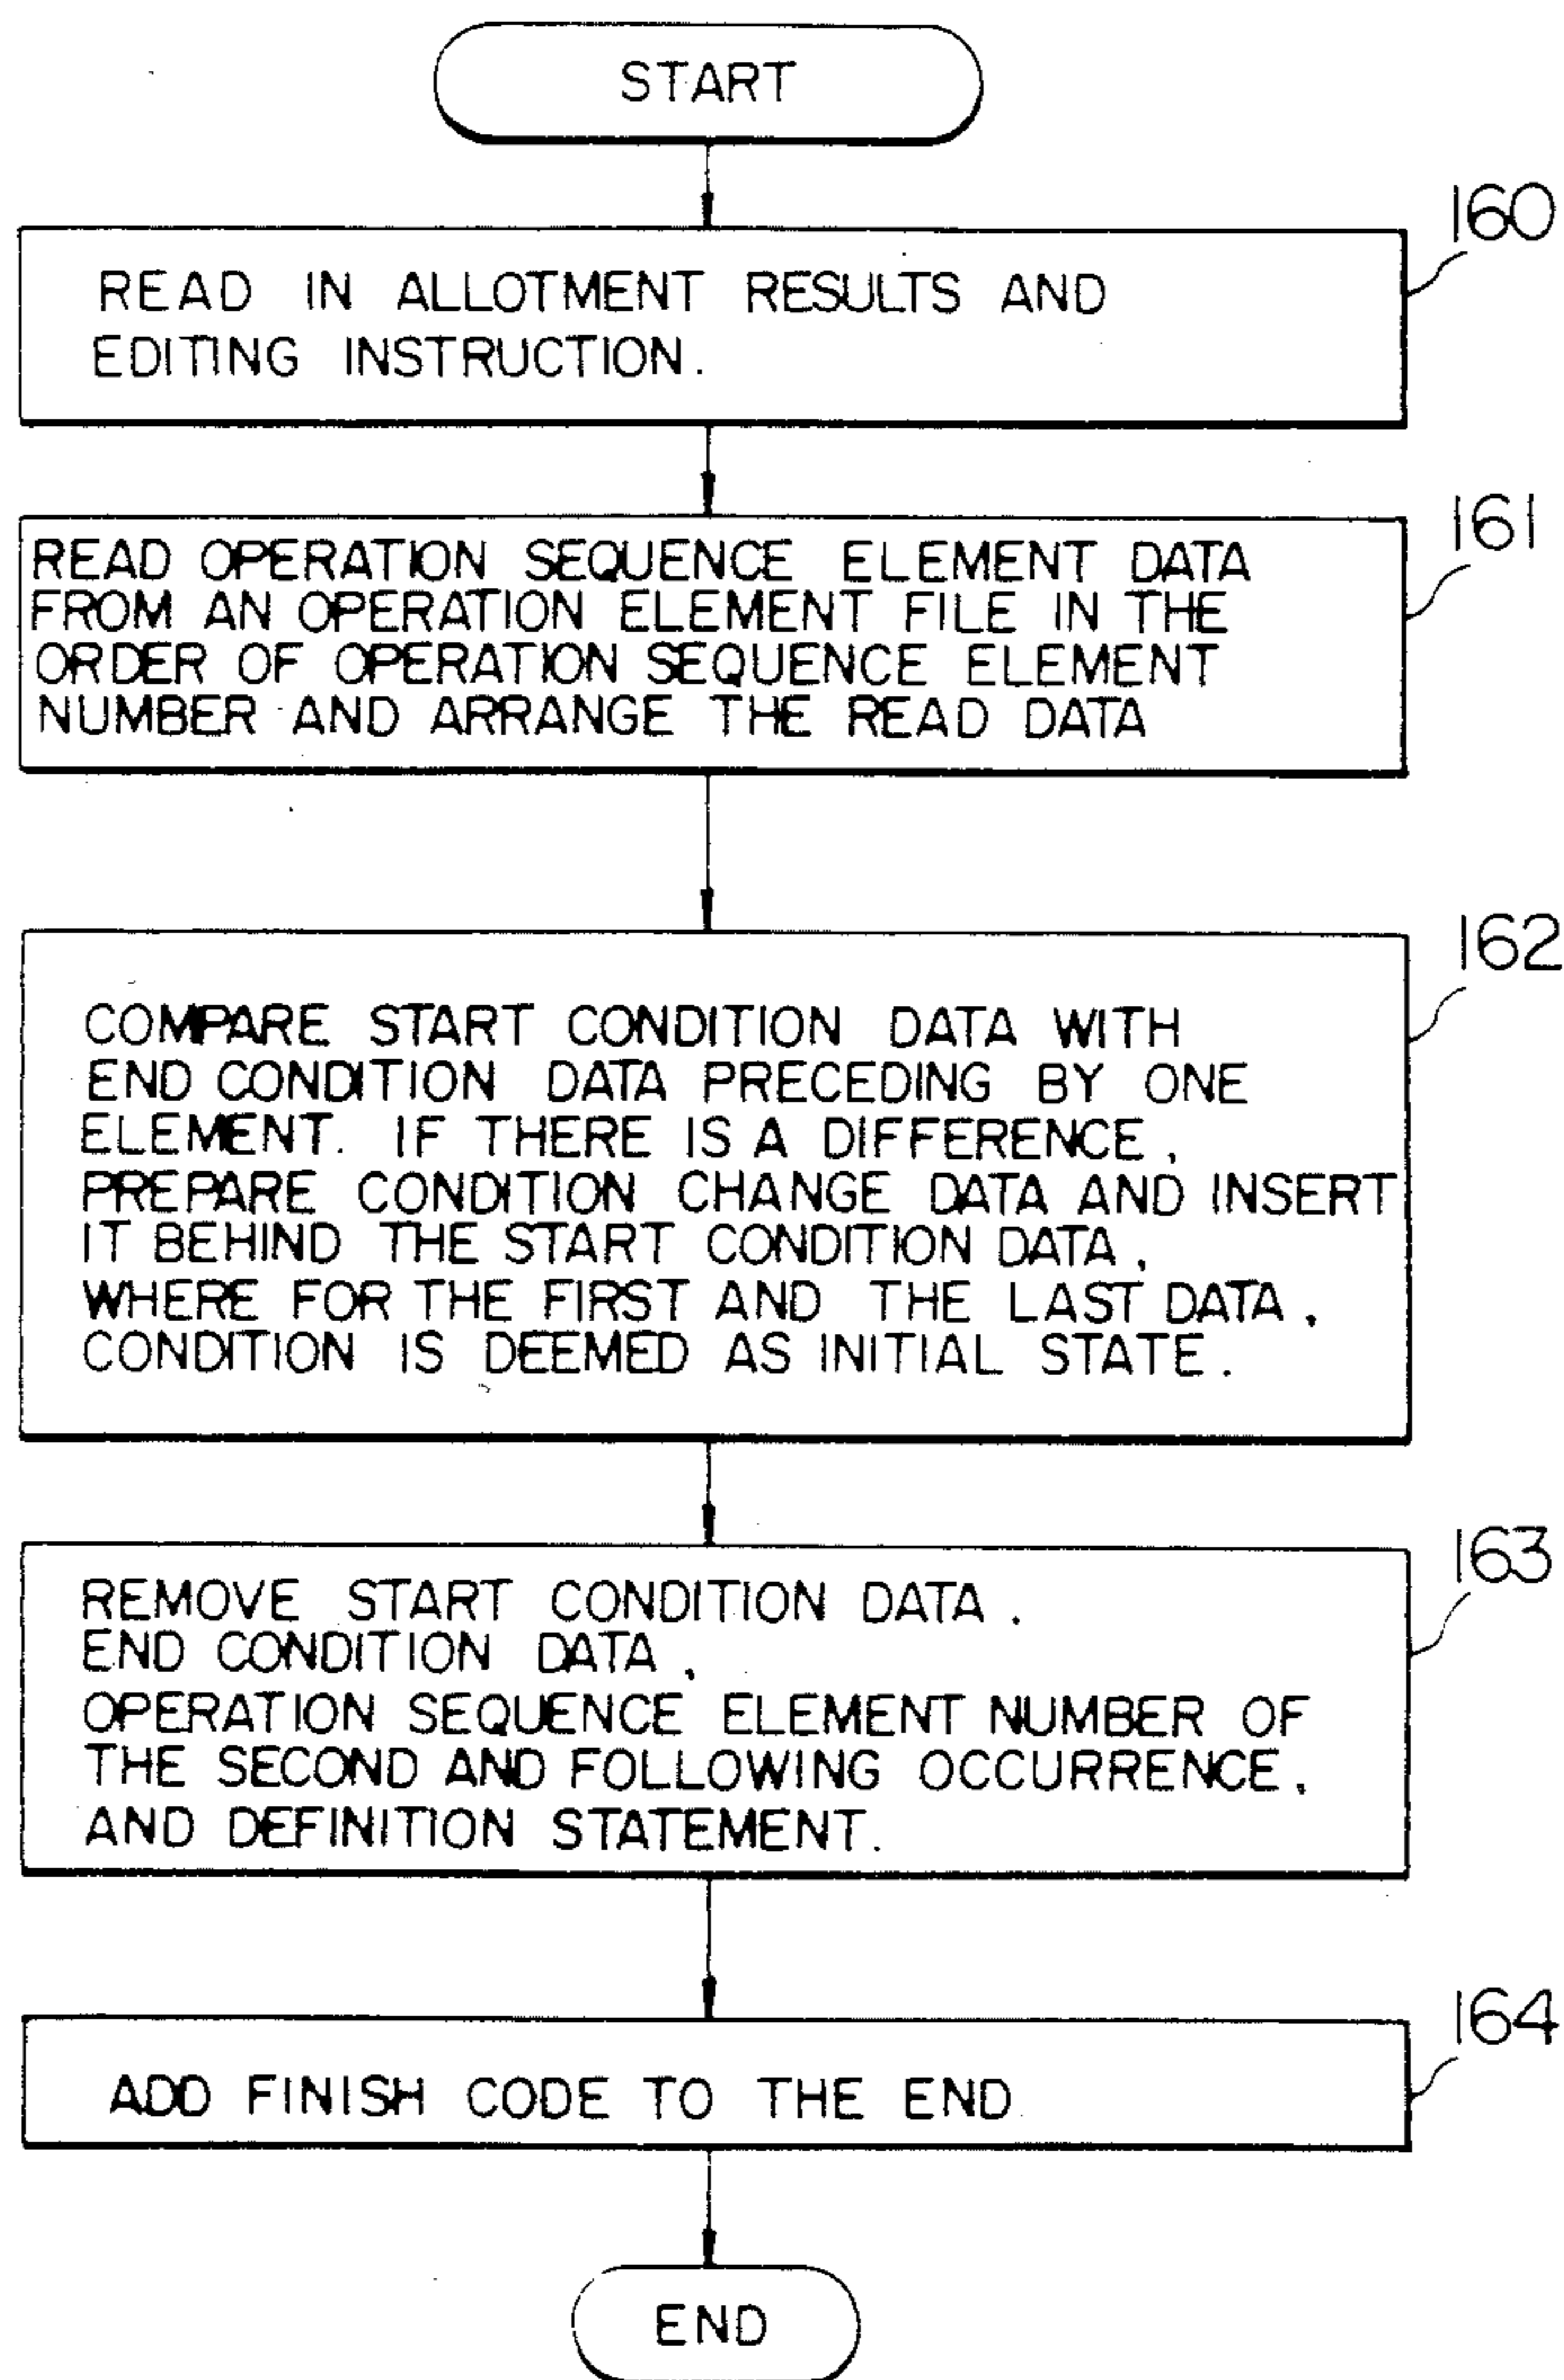 START
160
READ IN ALLOTMENT RESULTS AND
EDITING INSTRUCTION.
161
READ OPERATION SEQUENCE ELEMENT DATA
FROM AN OPERATION ELEMENT FILE IN THE
ORDER OF OPERATION SEQUENCE ELEMENT
NUMBER AND ARRANGE THE READ DATA
162
COMPARE START CONDITION DATA WITH
END CONDITION DATA PRECEDING BY ONE
ELEMENT. IF THERE IS A DIFFERENCE,
PREPARE CONDITION CHANGE DATA AND INSERT
IT BEHIND THE START CONDITION DATA,
WHERE FOR THE FIRST AND THE LAST DATA,
CONDITION IS DEEMED AS INITIAL STATE.
163
REMOVE START CONDITION DATA,
END CONDITION DATA,
OPERATION SEQUENCE ELEMENT NUMBER OF
THE SECOND AND FOLLOWING OCCURRENCE,
AND DEFINITION STATEMENT.
164
ADD FINISH CODE TO THE END
END